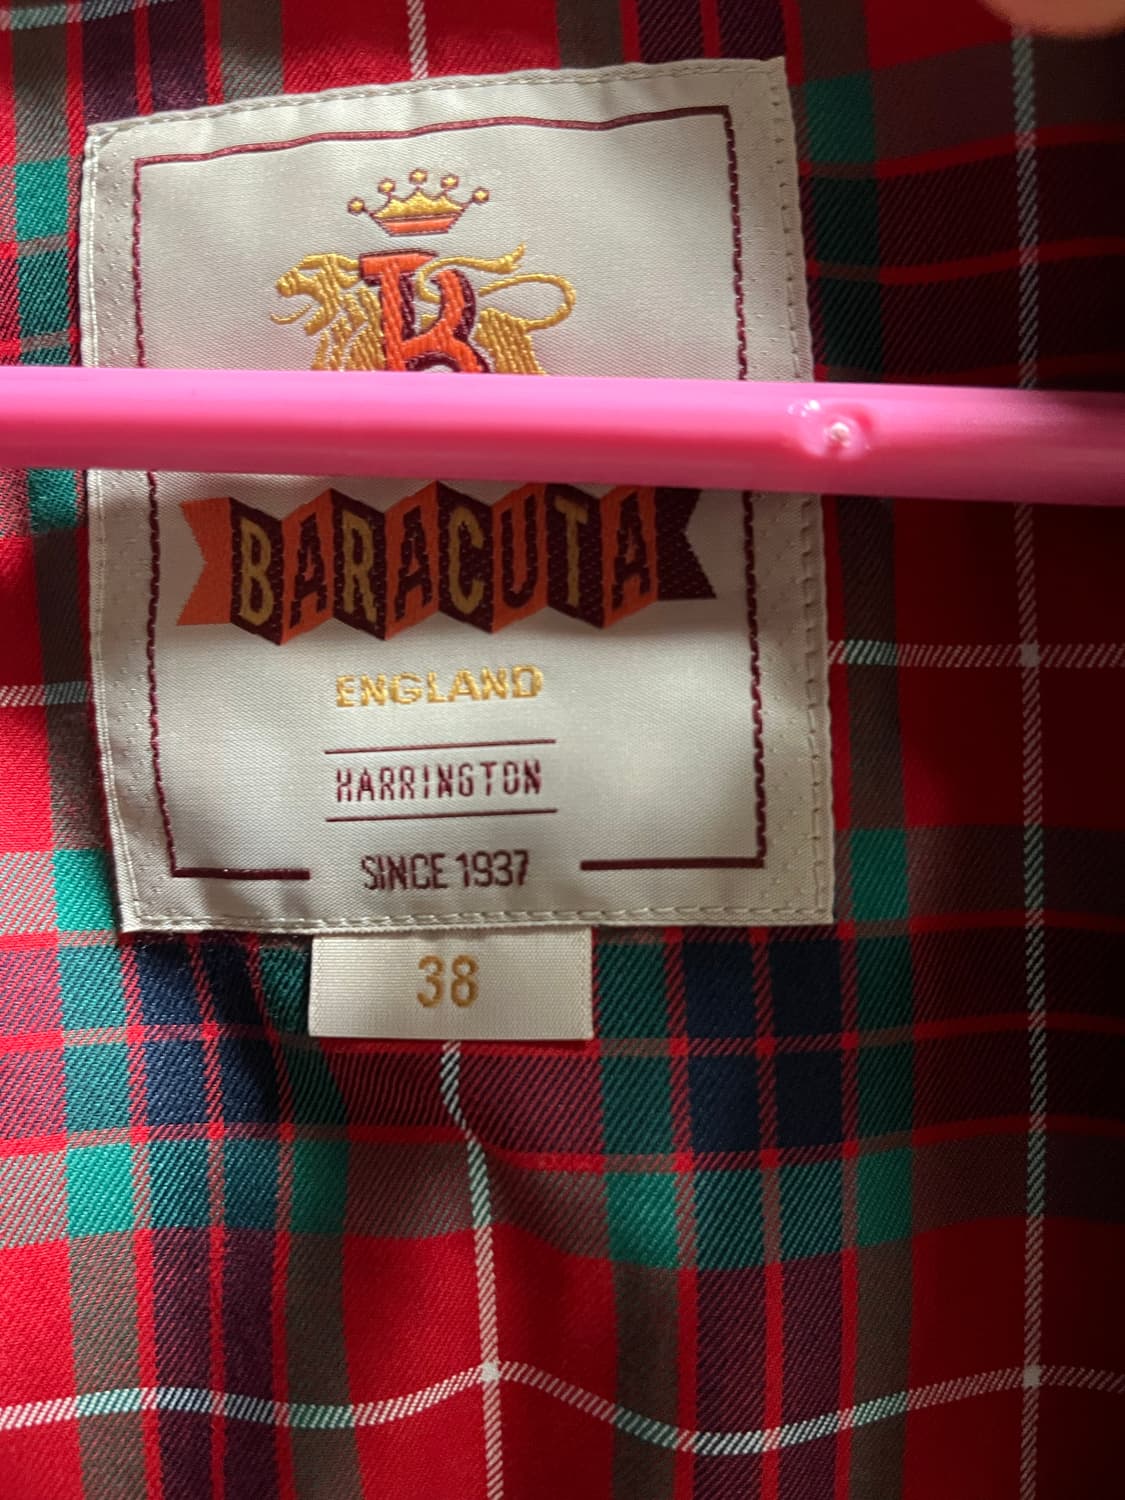 B
BARACUTA
ENGLAND
HARRINGTON
SINCE 1937
38